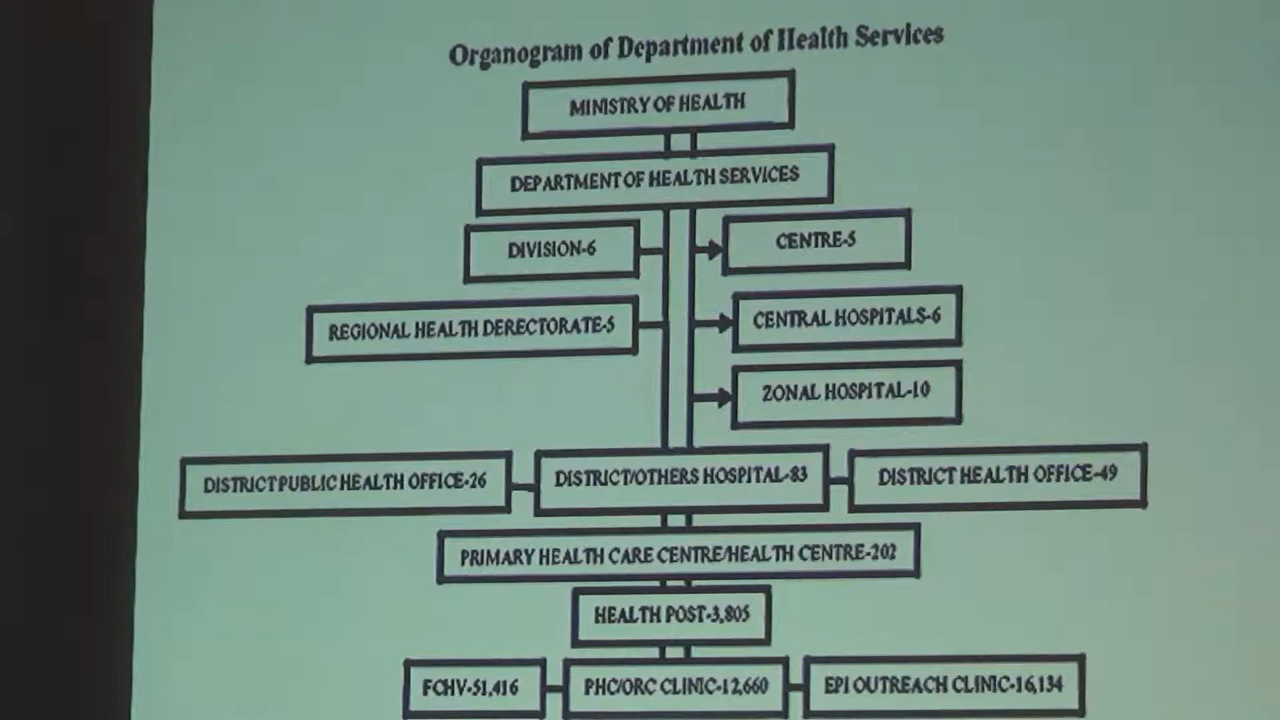 Organogram of Department of Health Services
MINISTRY OF HEALTH
DEPARTMENT OF HEALTH SERVICES
DIVISION-6
CENTRE-5
REGIONAL HEALTH DERECTORATE-5
CENTRAL HOSPITALS-6
ZONAL HOSPITAL-10
DISTRICT PUBLIC HEALTH OFFICE-26
DISTRICT/OTHERS HOSPITAL-83
DISTRICT HEALTH OFFICE-49
PRIMARY HEALTH CARE CENTRE/HEALTH CENTRE-202
HEALTH POST-3,805
FCHV-51,416
PHC/ORC CLINIC-12,660
EPI OUTREACH CLINIC-16,134